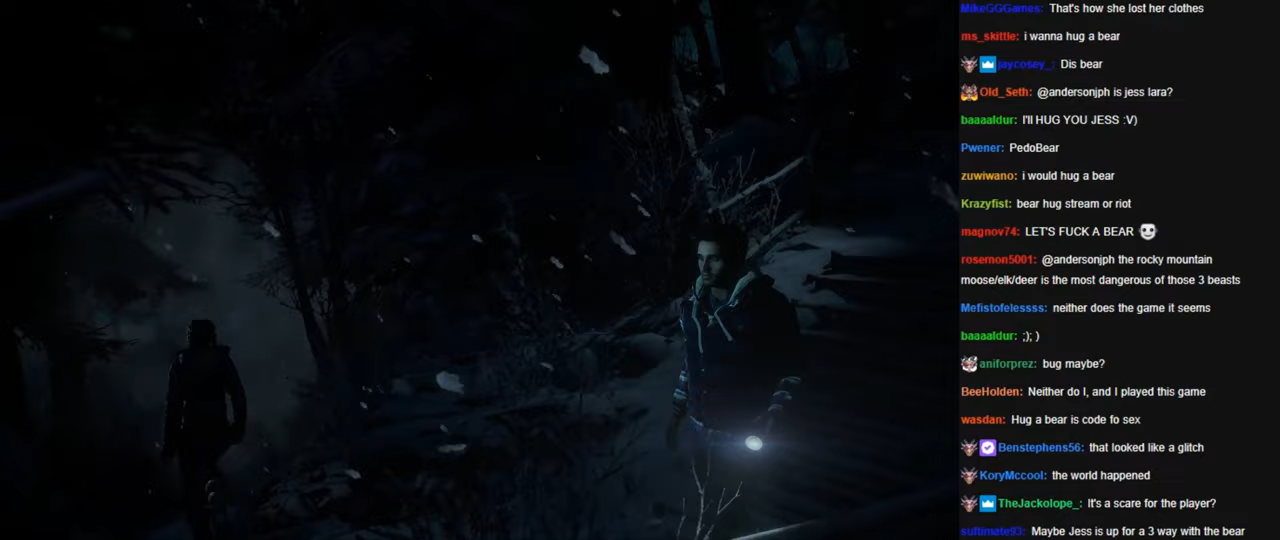 MikeGGGames: That's how she lost her clothes
ms_skittle: i wanna hug a bear
jaycosey_: Dis bear
Old_Seth: @andersonjph is jess lara?
baaaaldur: I'll HUG YOU JESS :V)
Pwener: PedoBear
zuwiwano: i would hug a bear
Krazyfist: bear hug stream or riot
magnov74: LET'S FUCK A BEAR
rosemon5001: @andersonjph the rocky mountain
moose/elk/deer is the most dangerous of those 3 beasts
Mefistofelessss: neither does the game it seems
baaaaldur: ;); )
aniforprez: bug maybe?
BeeHolden: Neither do I, and I played this game
wasdan: Hug a bear is code fo sex
Benstephens56: that looked like a glitch
KoryMccool: the world happened
TheJackolope_: It's a scare for the player?
sultimate93: Maybe Jess is up for a 3 way with the bear